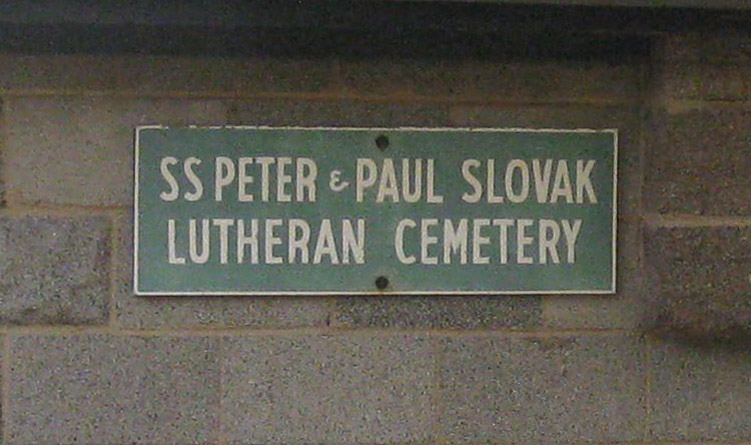 SS PETER & PAUL SLOVAK
LUTHERAN CEMETERY